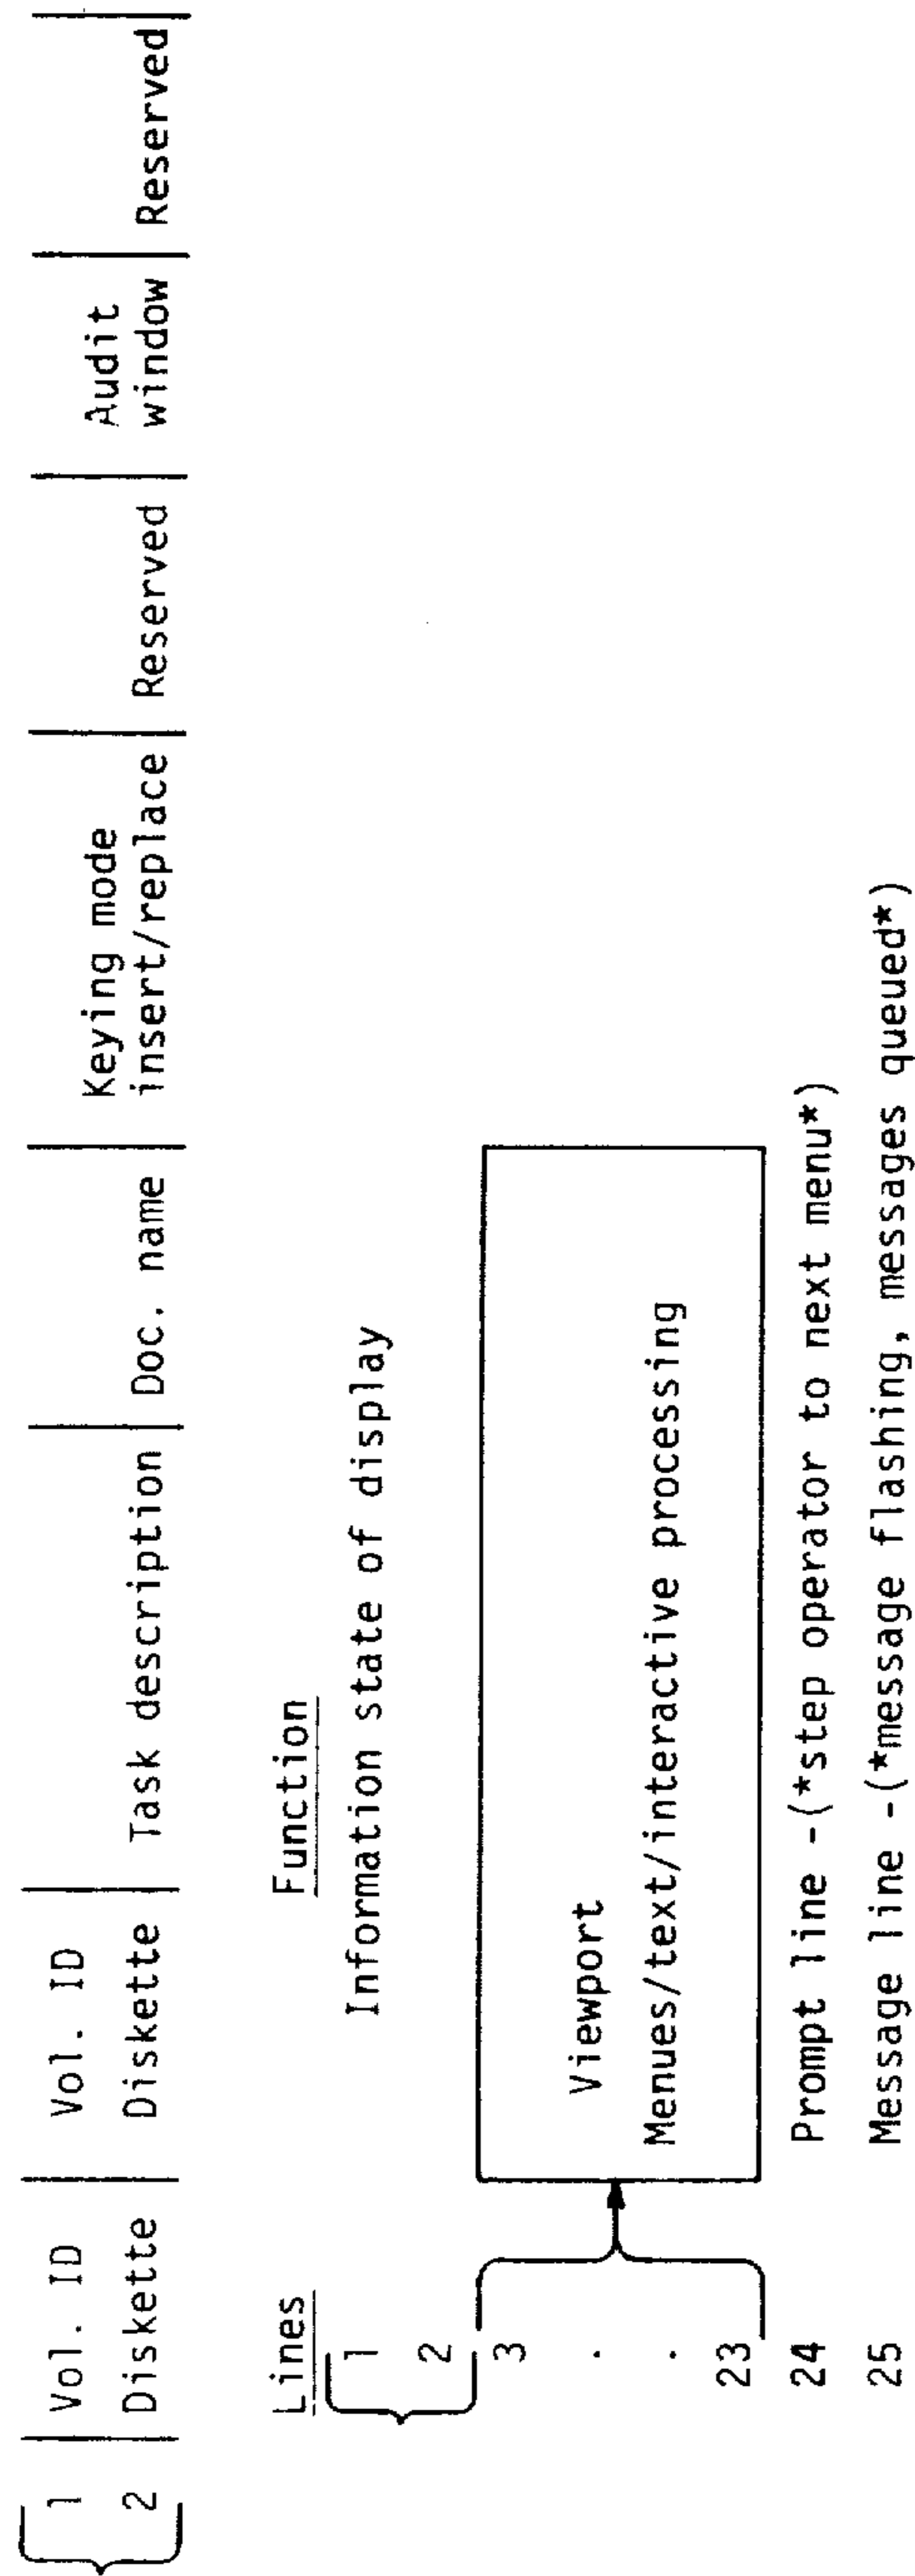 1 Vol. ID Vol. ID Keying mode Audit
2 Diskette Diskette Task description Doc. name insert/replace Reserved window Reserved
Lines Function
1 Information state of display
2
3
. Viewport
. Menues/text/interactive processing
23
24 Prompt line -(*step operator to next menu*)
25 Message line -(*message flashing, messages queued*)